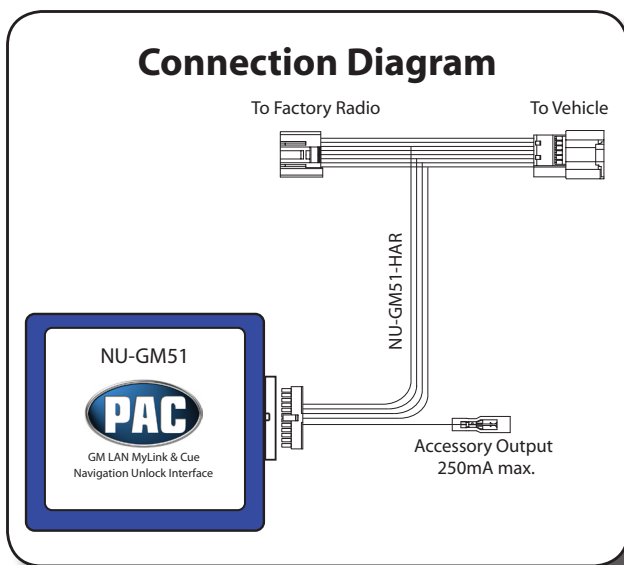 Connection Diagram
To Factory Radio
To Vehicle
NU-GM51-HAR
NU-GM51
PAC
GM LAN MyLink & Cue
Navigation Unlock Interface
Accessory Output
250mA max.